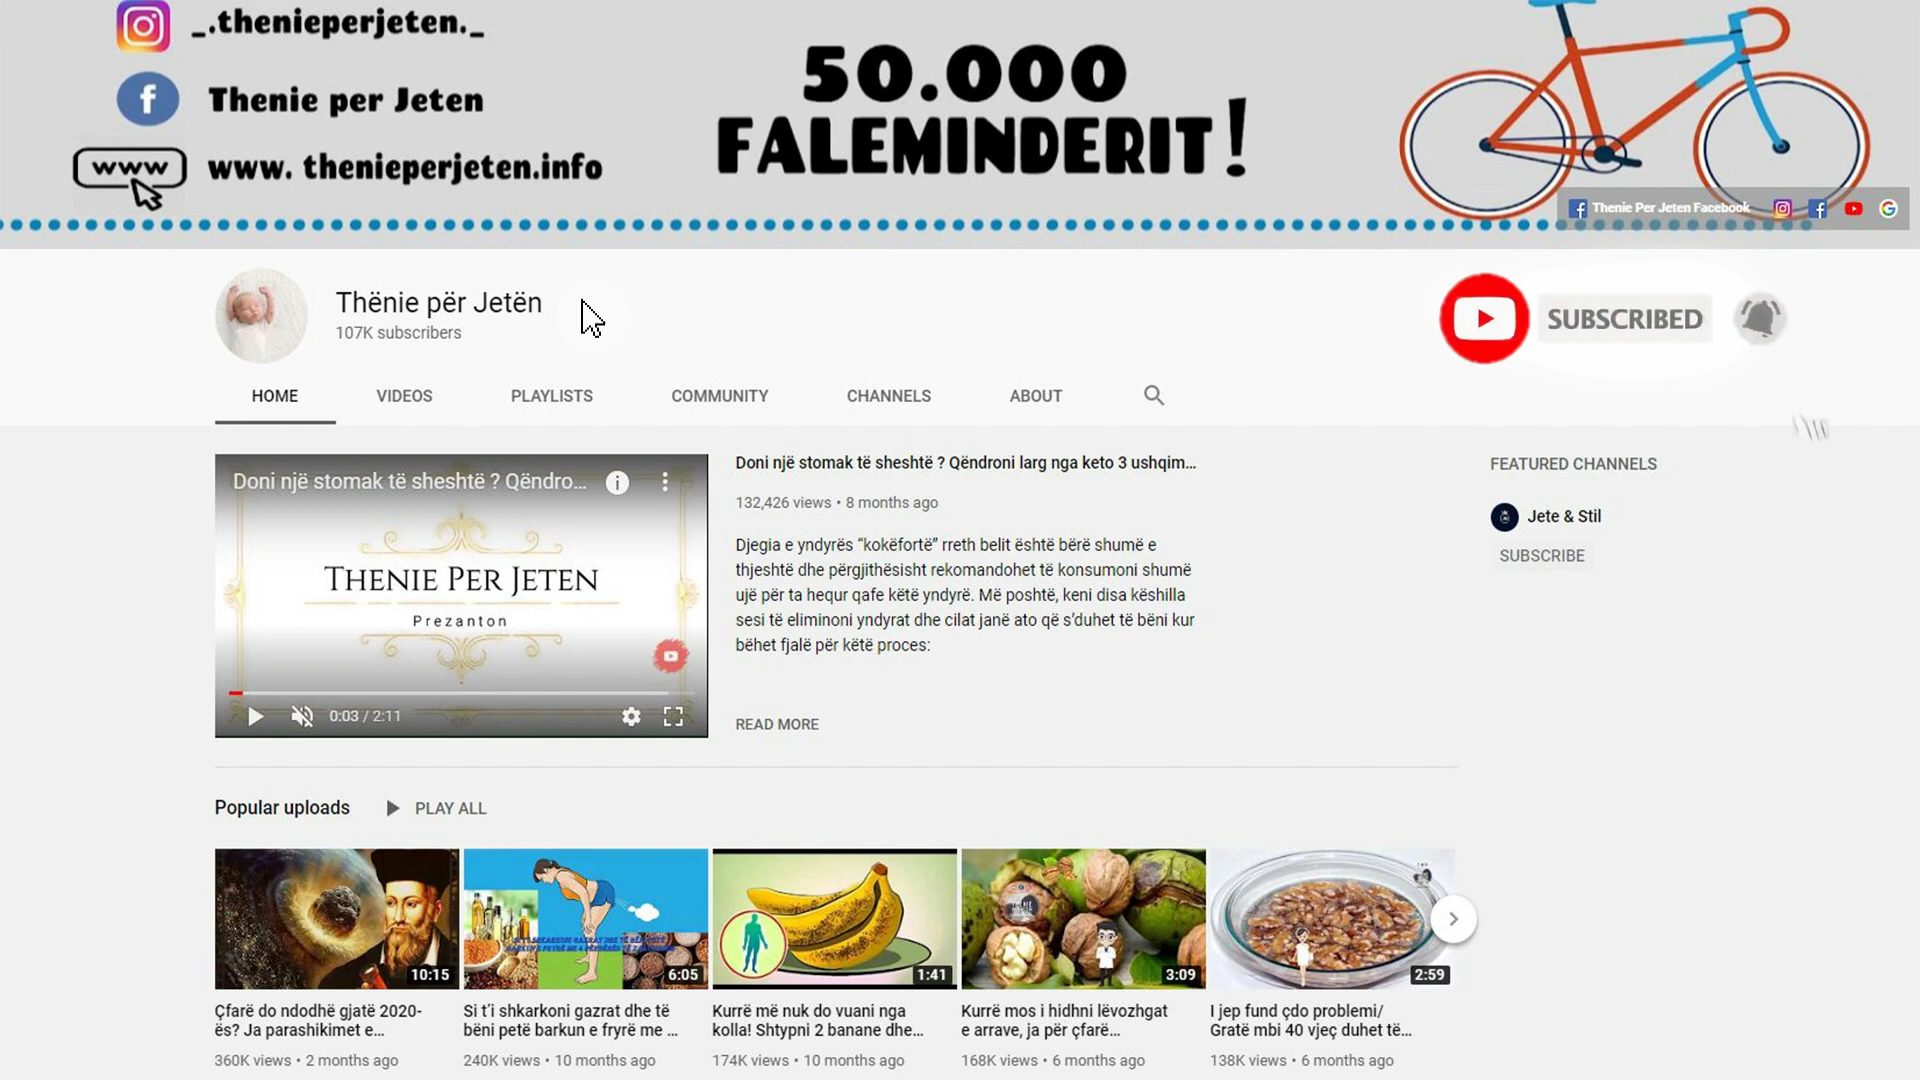 _.thenieperjeten._
Thenie per Jeten
www
www. thenieperjeten.info
50.000
FALEMINDERIT!
Thenie Per Jeten Facebook
Thënie për Jetën
107K subscribers
SUBSCRIBED
HOME
VIDEOS
PLAYLISTS
COMMUNITY
CHANNELS
ABOUT
Doni një stomak të sheshtë ? Qëndro...
THENIE PER JETEN
Prezanton
0:03 / 2:11
Doni një stomak të sheshtë ? Qëndroni larg nga keto 3 ushqim...
132,426 views • 8 months ago
Djegia e yndyrës “kokëfortë” rreth belit është bërë shumë e
thjeshtë dhe përgjithësisht rekomandohet të konsumoni shumë
ujë për ta hequr qafe këtë yndyrë. Më poshtë, keni disa këshilla
sesi të eliminoni yndyrat dhe cilat janë ato që s’duhet të bëni kur
bëhet fjalë për këtë proces:
READ MORE
FEATURED CHANNELS
Jete & Stil
SUBSCRIBE
Popular uploads
PLAY ALL
10:15
6:05
1:41
3:09
2:59
Çfarë do ndodhë gjatë 2020-
ës? Ja parashikimet e...
360K views • 2 months ago
Si t’i shkarkoni gazrat dhe të
bëni petë barkun e fryrë me ...
240K views • 10 months ago
Kurrë më nuk do vuani nga
kolla! Shtypni 2 banane dhe...
174K views • 10 months ago
Kurrë mos i hidhni lëvozhgat
e arrave, ja për çfarë...
168K views • 6 months ago
I jep fund çdo problemi/
Gratë mbi 40 vjeç duhet të...
138K views • 6 months ago